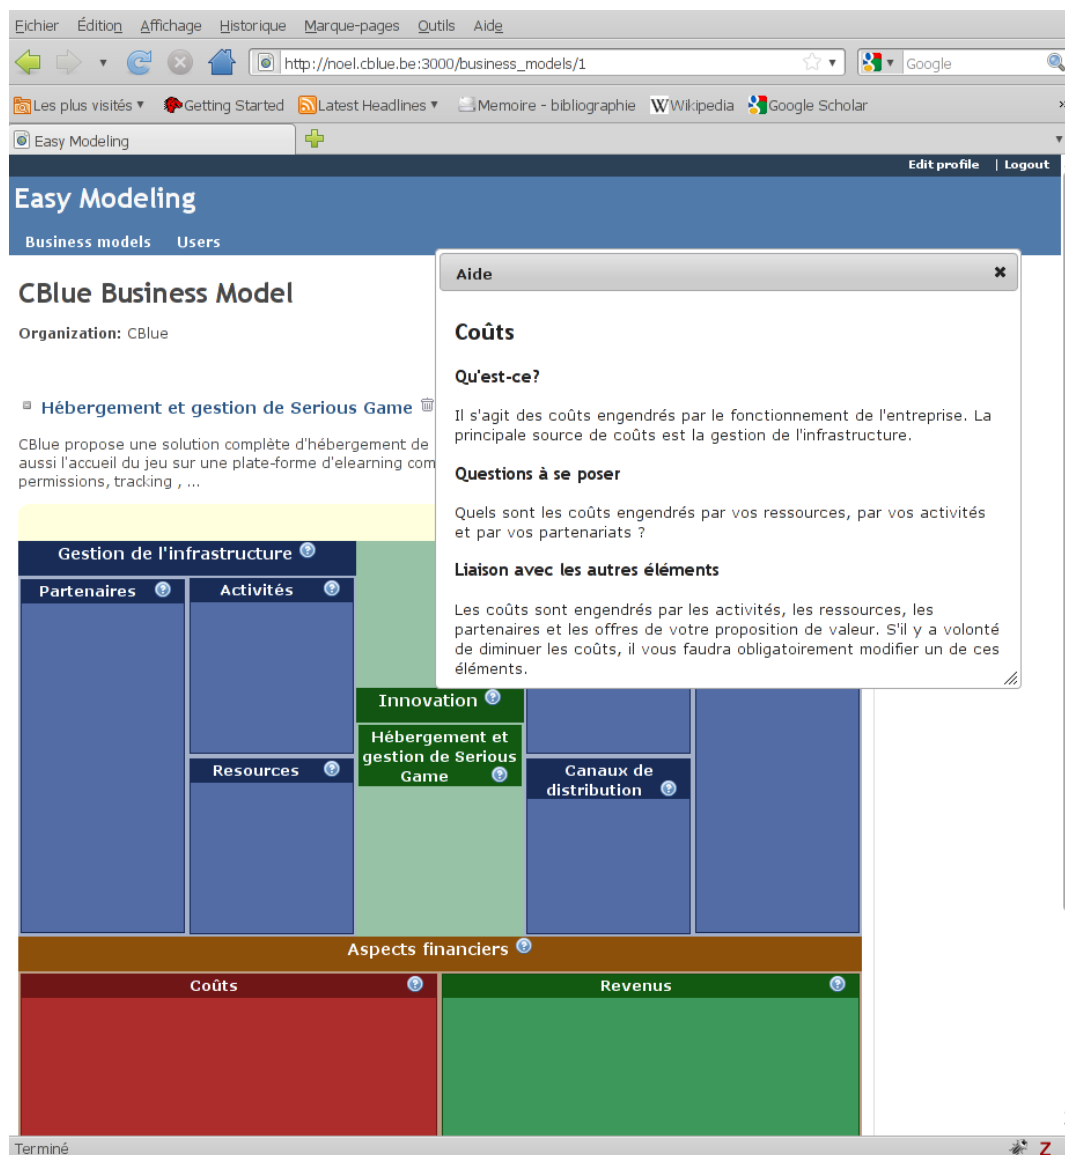 Fichier Édition Affichage Historique Marque-pages Outils Aide
http://noel.cblue.be:3000/business_models/1
Google
Les plus visités Getting Started Latest Headlines Memoire - bibliographie W Wikipedia Google Scholar »
Easy Modeling
Edit profile | Logout
Easy Modeling
Business models Users
CBlue Business Model
Organization: CBlue
Hébergement et gestion de Serious Game
CBlue propose une solution complète d'hébergement de
aussi l'accueil du jeu sur une plate-forme d'elearning com
permissions, tracking , ...
Aide
Coûts
Qu'est-ce?
Il s'agit des coûts engendrés par le fonctionnement de l'entreprise. La
principale source de coûts est la gestion de l'infrastructure.
Questions à se poser
Quels sont les coûts engendrés par vos ressources, par vos activités
et par vos partenariats ?
Liaison avec les autres éléments
Les coûts sont engendrés par les activités, les ressources, les
partenaires et les offres de votre proposition de valeur. S'il y a volonté
de diminuer les coûts, il vous faudra obligatoirement modifier un de ces
éléments.
Gestion de l'infrastructure ?
Partenaires ?
Activités ?
Resources ?
Innovation ?
Hébergement et
gestion de Serious
Game ?
Canaux de
distribution ?
Aspects financiers ?
Coûts ?
Revenus ?
Terminé
Z